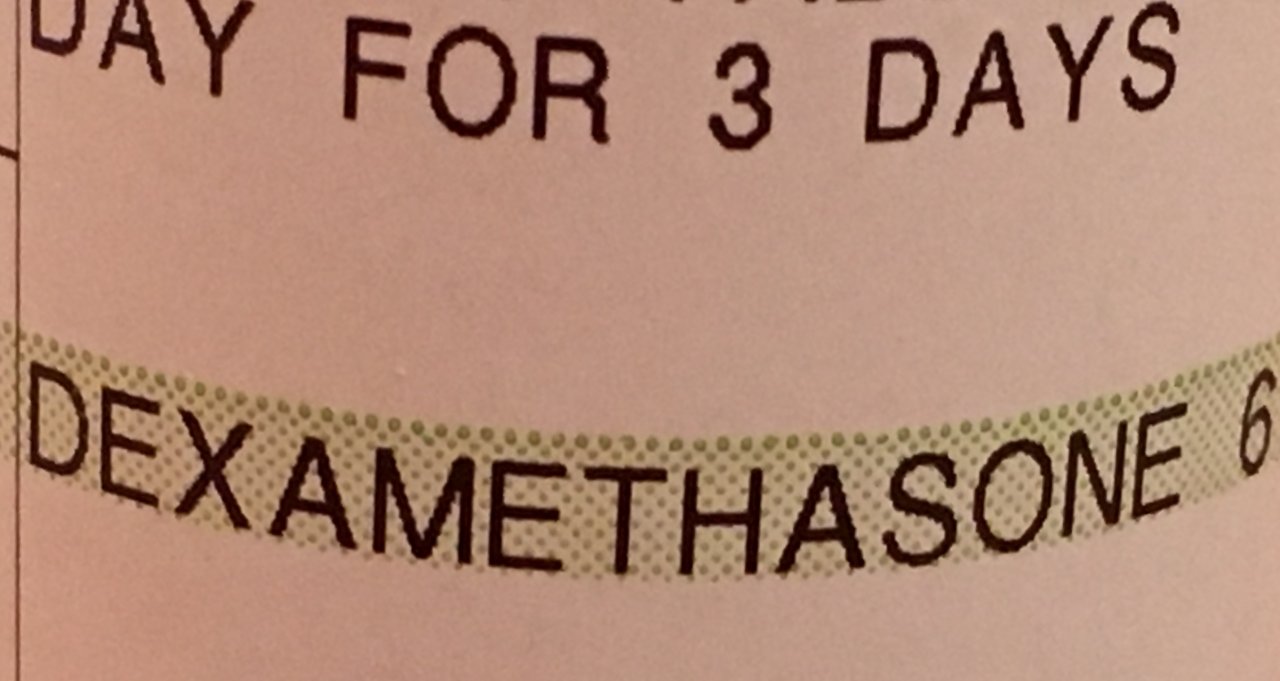 DAY FOR 3 DAYS
DEXAMETHASONE 6